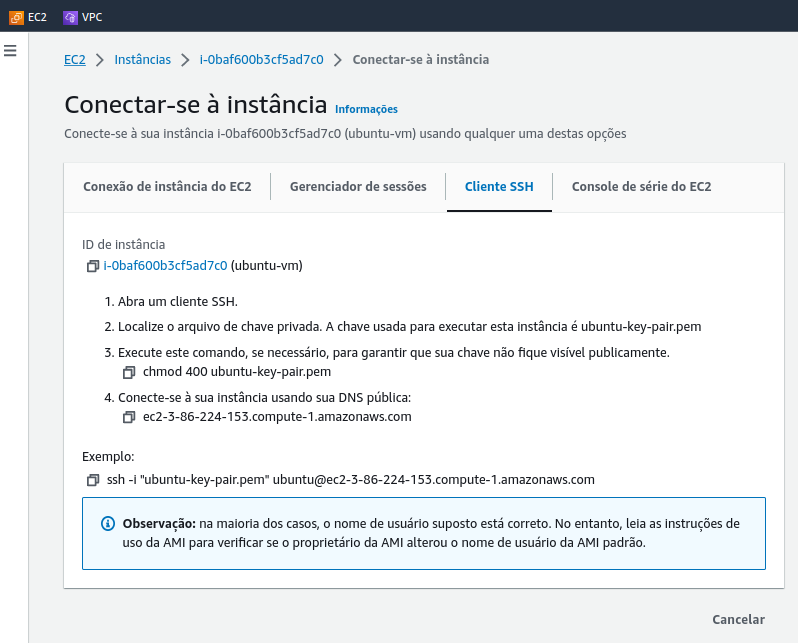 EC2 VPC
EC2 > Instâncias > i-0baf600b3cf5ad7c0 > Conectar-se à instância
Conectar-se à instância Informações
Conecte-se à sua instância i-0baf600b3cf5ad7c0 (ubuntu-vm) usando qualquer uma destas opções
Conexão de instância do EC2 Gerenciador de sessões Cliente SSH Console de série do EC2
ID de instância
i-0baf600b3cf5ad7c0 (ubuntu-vm)
1. Abra um cliente SSH.
2. Localize o arquivo de chave privada. A chave usada para executar esta instância é ubuntu-key-pair.pem
3. Execute este comando, se necessário, para garantir que sua chave não fique visível publicamente.
chmod 400 ubuntu-key-pair.pem
4. Conecte-se à sua instância usando sua DNS pública:
ec2-3-86-224-153.compute-1.amazonaws.com
Exemplo:
ssh -i "ubuntu-key-pair.pem" ubuntu@ec2-3-86-224-153.compute-1.amazonaws.com
Observação: na maioria dos casos, o nome de usuário suposto está correto. No entanto, leia as instruções de
uso da AMI para verificar se o proprietário da AMI alterou o nome de usuário da AMI padrão.
Cancelar